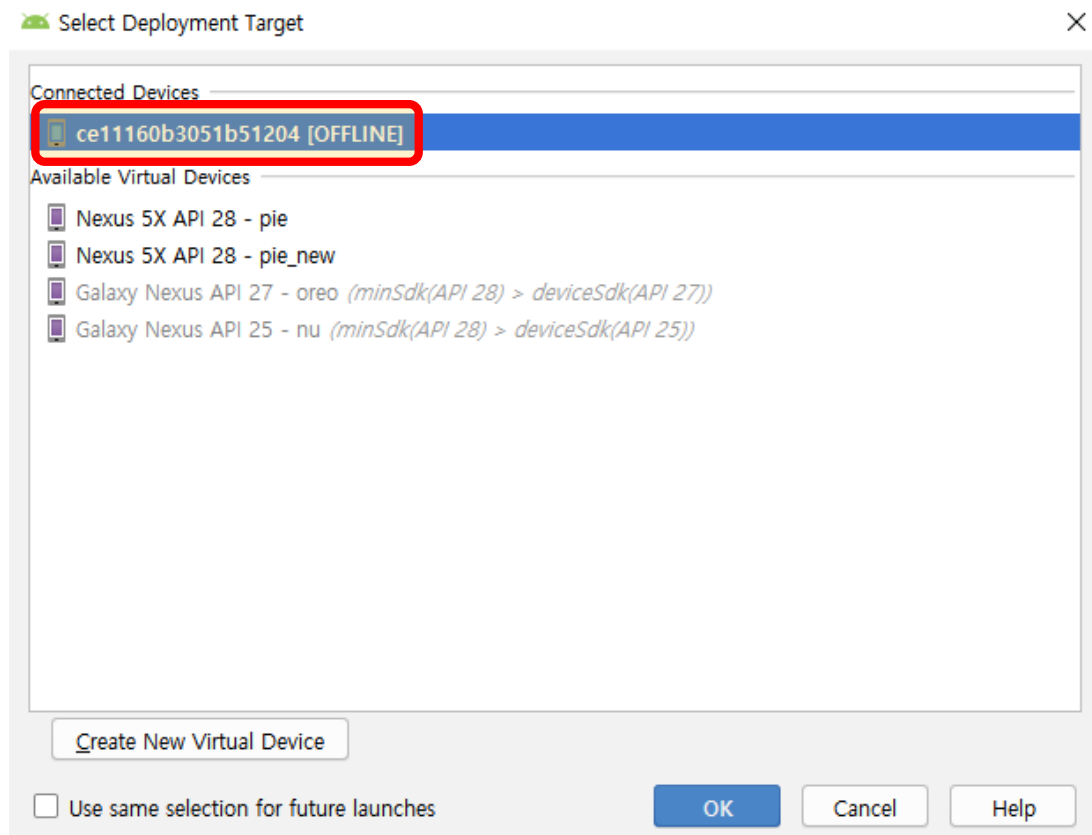 Select Deployment Target
Connected Devices
ce11160b3051b51204 [OFFLINE]
Available Virtual Devices
Nexus 5X API 28 - pie
Nexus 5X API 28 - pie_new
Galaxy Nexus API 27 - oreo (minSdk(API 28) > deviceSdk(API 27))
Galaxy Nexus API 25 - nu (minSdk(API 28) > deviceSdk(API 25))
Create New Virtual Device
Use same selection for future launches
OK
Cancel
Help